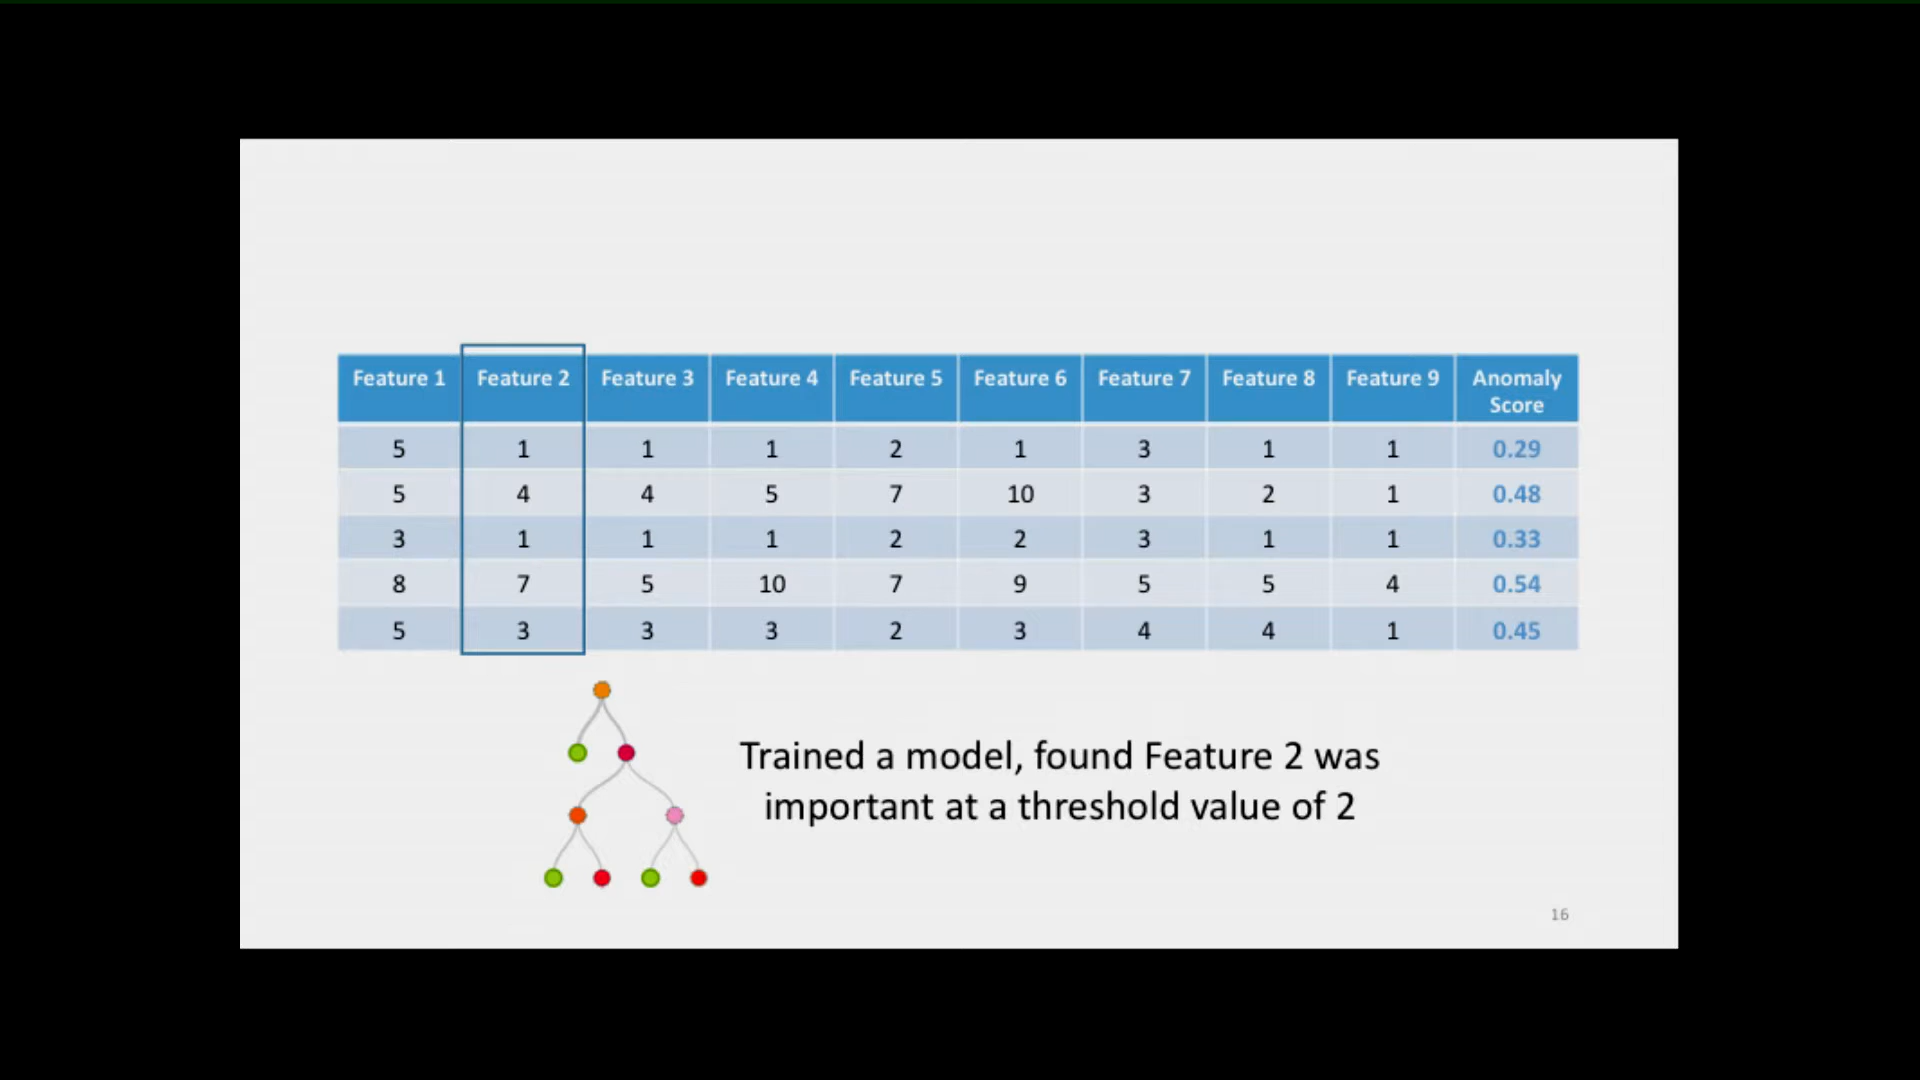 Feature 1 Feature 2 Feature 3 Feature 4 Feature 5 Feature 6 Feature 7 Feature 8 Feature 9 Anomaly
Score
5 1 1 1 2 1 3 1 1 0.29
5 4 4 5 7 10 3 2 1 0.48
3 1 1 1 2 2 3 1 1 0.33
8 7 5 10 7 9 5 5 4 0.54
5 3 3 3 2 3 4 4 1 0.45
Trained a model, found Feature 2 was
important at a threshold value of 2
16